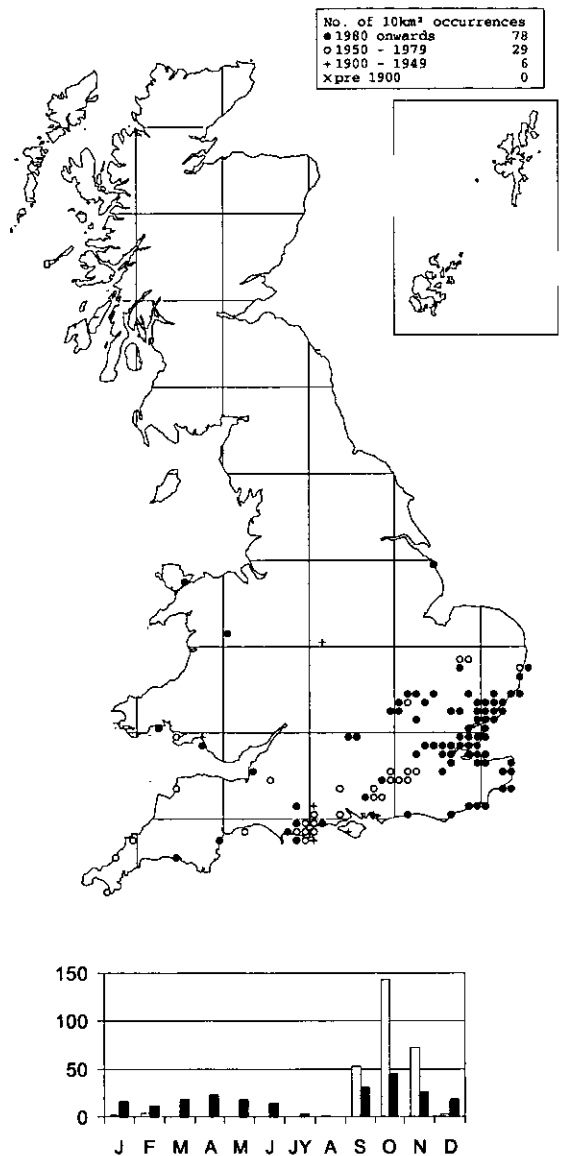 No. of 10km² occurrences
● 1980 onwards 78
○ 1950 - 1979 29
+ 1900 - 1949 6
x pre 1900 0
150
100
50
0
J F M A M J JY A S O N D